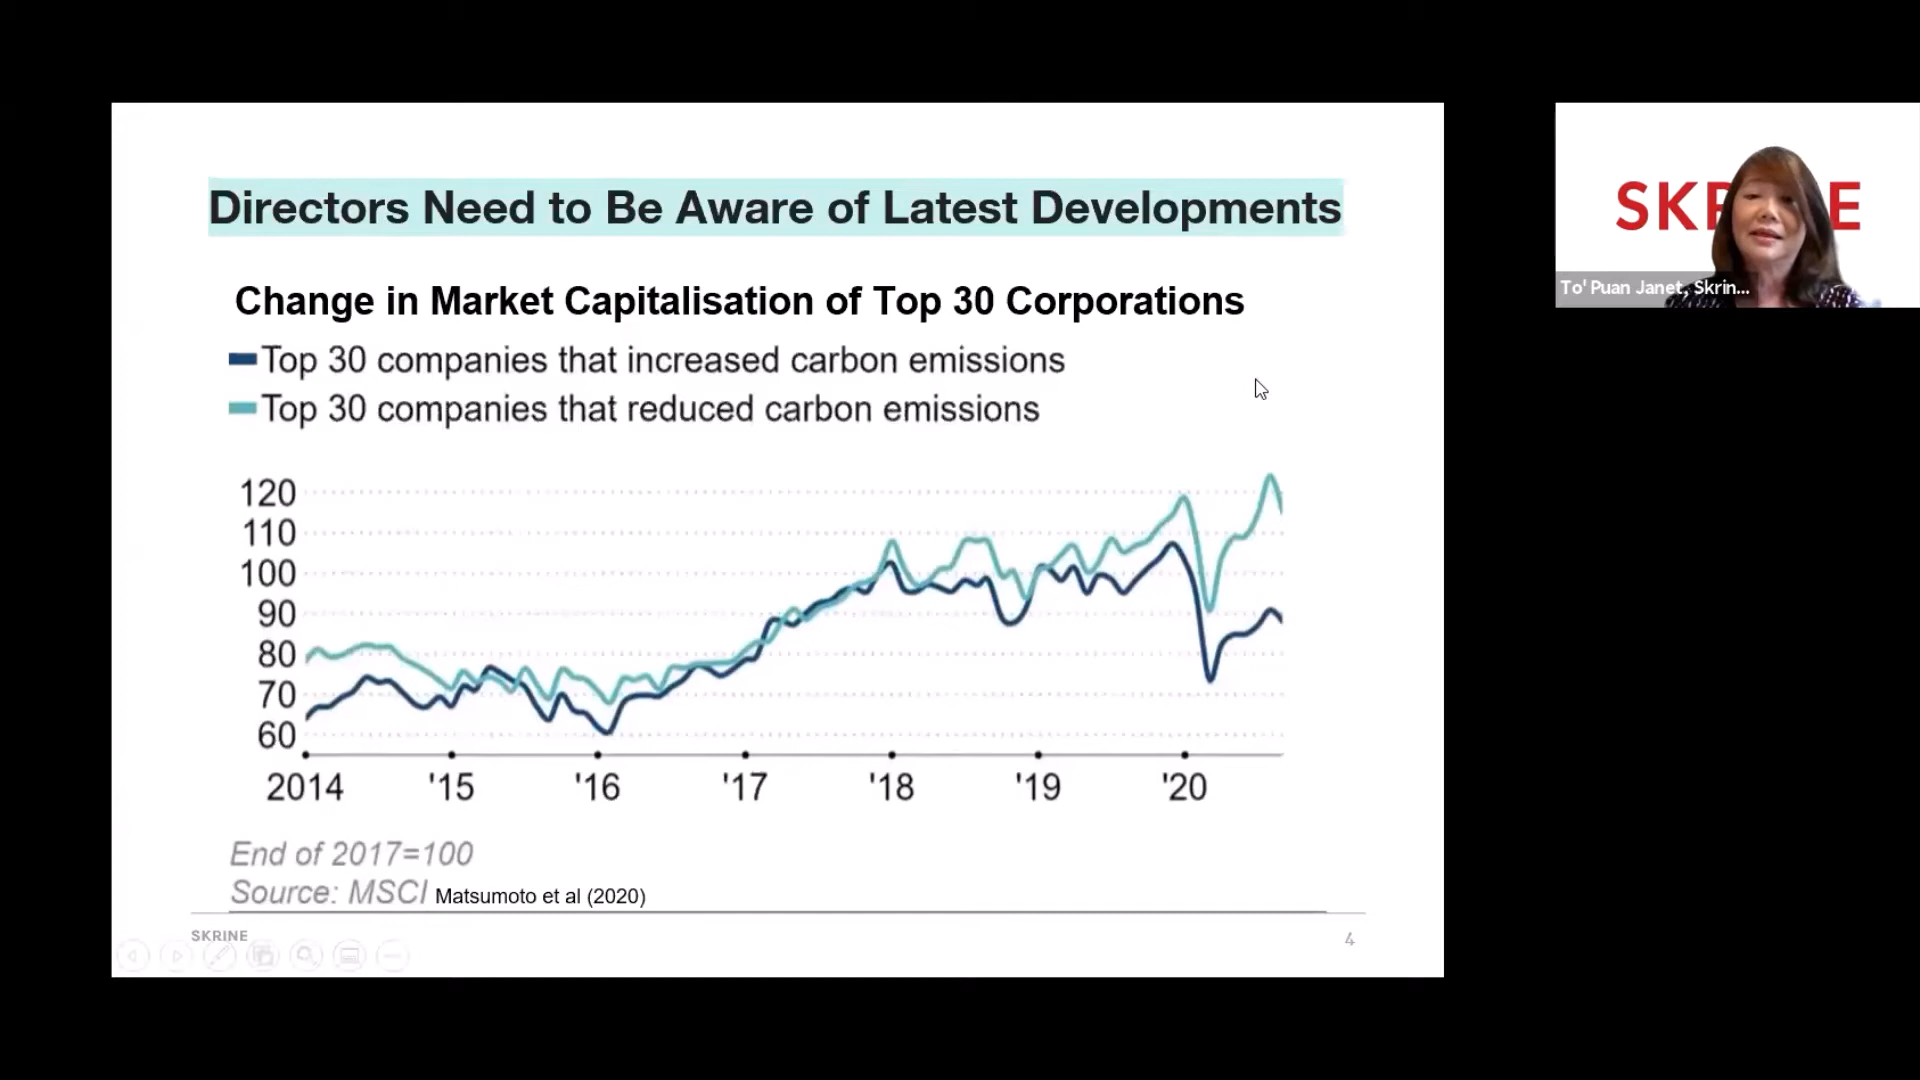 Directors Need to Be Aware of Latest Developments
Change in Market Capitalisation of Top 30 Corporations
Top 30 companies that increased carbon emissions
Top 30 companies that reduced carbon emissions
120
110
100
90
80
70
60
2014 '15 '16 '17 '18 '19 '20
End of 2017=100
Source: MSCI Matsumoto et al (2020)
SKRINE
4
To' Puan Janet, Skrin...